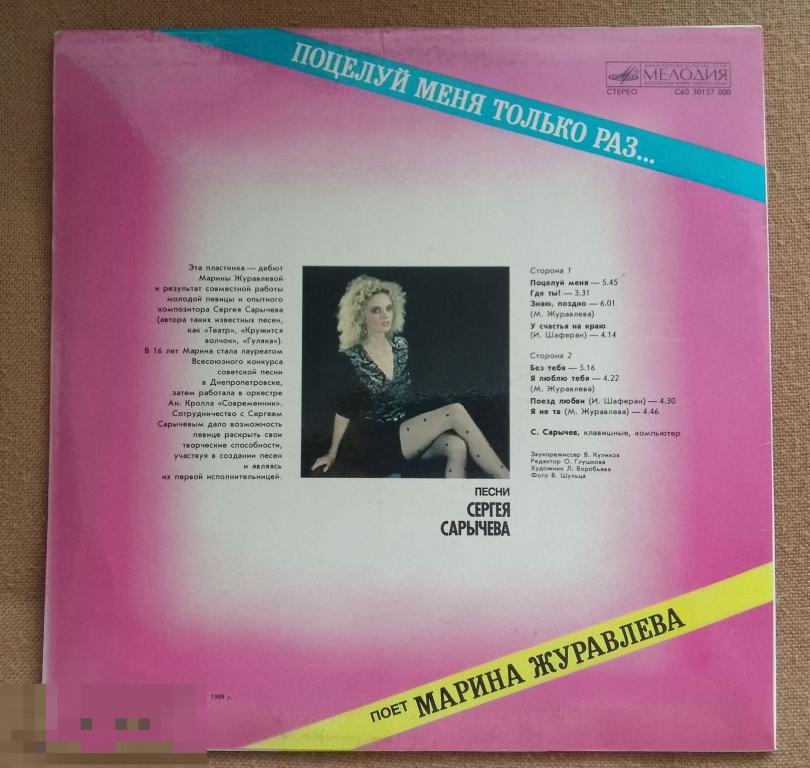 ПОЦЕЛУЙ МЕНЯ ТОЛЬКО РАЗ...
МЕЛОДИЯ
СТЕРЕО С60 30157 000
Эта пластинка — дебют
Марины Журавлевой
и результат совместной работы
молодой певицы и опытного
композитора Сергея Сарычева
(автора таких известных песен,
как «Театр», «Кружится
волчок», «Гуляка»).
В 16 лет Марина стала лауреатом
Всесоюзного конкурса
советской песни
в Днепропетровске,
затем работала в оркестре
Ан. Кролла «Современник».
Сотрудничество с Сергеем
Сарычевым дало возможность
певице раскрыть свои
творческие способности,
участвуя в создании песен
и являясь
их первой исполнительницей.
Сторона 1
Поцелуй меня — 5.45
Где ты! — 3.31
Знаю, поздно — 6.01
(М. Журавлева)
У счастья на краю
(И. Шаферан) — 4.14
Сторона 2
Без тебя — 5.16
Я люблю тебя — 4.22
(М. Журавлева)
Поезд любви (И. Шаферан) — 4.30
Я не та (М. Журавлева) — 4.46
С. Сарычев, клавишные, компьютер
Звукорежиссер В. Куликов
Редактор О. Глушкова
Художник Л. Воробьева
Фото В. Шульца
ПЕСНИ
СЕРГЕЯ
САРЫЧЕВА
ПОЕТ МАРИНА ЖУРАВЛЕВА
1989 г.